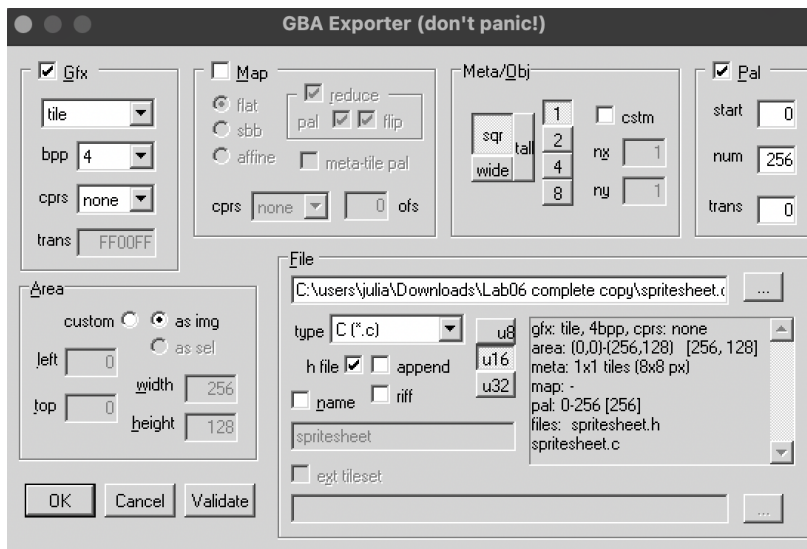 GBA Exporter (don't panic!)
Gfx
tile
bpp 4
cprs none
trans FF00FF
Map
flat
sbb
affine
reduce
pal flip
meta-tile pal
cprs none 0 ofs
Meta/Obj
sqr
tall
wide
1
2
4
8
cstm
nx 1
ny 1
Pal
start 0
num 256
trans 0
Area
custom as img
as sel
left 0
top 0
width 256
height 128
OK Cancel Validate
File
C:\users\julia\Downloads\Lab06 complete copy\spritesheet.c ...
type C (*.c)
h file append
name riff
u8
u16
u32
spritesheet
ext tileset
...
gfx: tile, 4bpp, cprs: none
area: (0,0)-(256,128) [256, 128]
meta: 1x1 tiles (8x8 px)
map: -
pal: 0-256 [256]
files: spritesheet.h
spritesheet.c